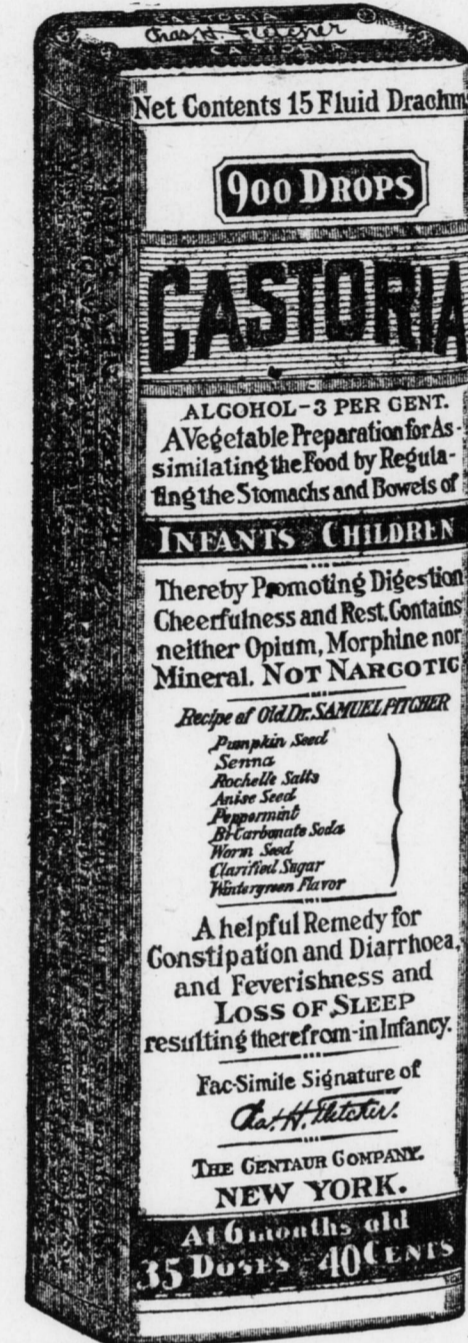 CASTORIA
Chas. H. Fletcher
CASTORIA
Net Contents 15 Fluid Drachm
900 DROPS
CASTORIA
ALCOHOL-3 PER CENT.
A Vegetable Preparation for As-
similating the Food by Regula-
ting the Stomachs and Bowels of
INFANTS CHILDREN
Thereby Promoting Digestion
Cheerfulness and Rest. Contains
neither Opium, Morphine nor
Mineral. NOT NARCOTIC
Recipe of Old Dr. SAMUEL PITCHER
Pumpkin Seed
Senna
Rochelle Salts
Anise Seed
Peppermint
Bi-Carbonate Soda
Worm Seed
Clarified Sugar
Wintergreen Flavor
A helpful Remedy for
Constipation and Diarrhoea,
and Feverishness and
LOSS OF SLEEP
resulting therefrom-in Infancy.
Fac-Simile Signature of
Chas. H. Fletcher.
THE CENTAUR COMPANY.
NEW YORK.
At 6 months old
35 DOSES - 40 CENTS